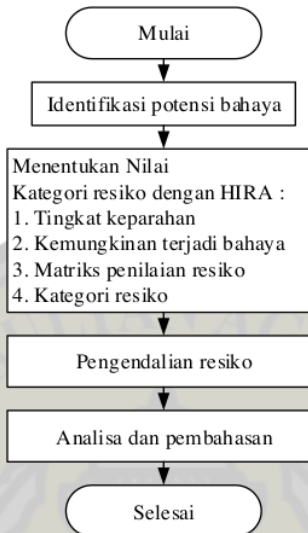 Mulai
Identifikasi potensi bahaya
Menentukan Nilai
Kategori resiko dengan HIRA :
1. Tingkat keparahan
2. Kemungkinan terjadi bahaya
3. Matriks penilaian resiko
4. Kategori resiko
Pengendalian resiko
Analisa dan pembahasan
Selesai